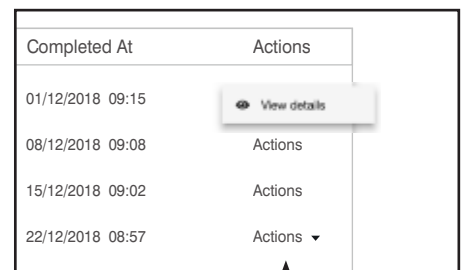 Completed At Actions
01/12/2018 09:15 View details
08/12/2018 09:08 Actions
15/12/2018 09:02 Actions
22/12/2018 08:57 Actions